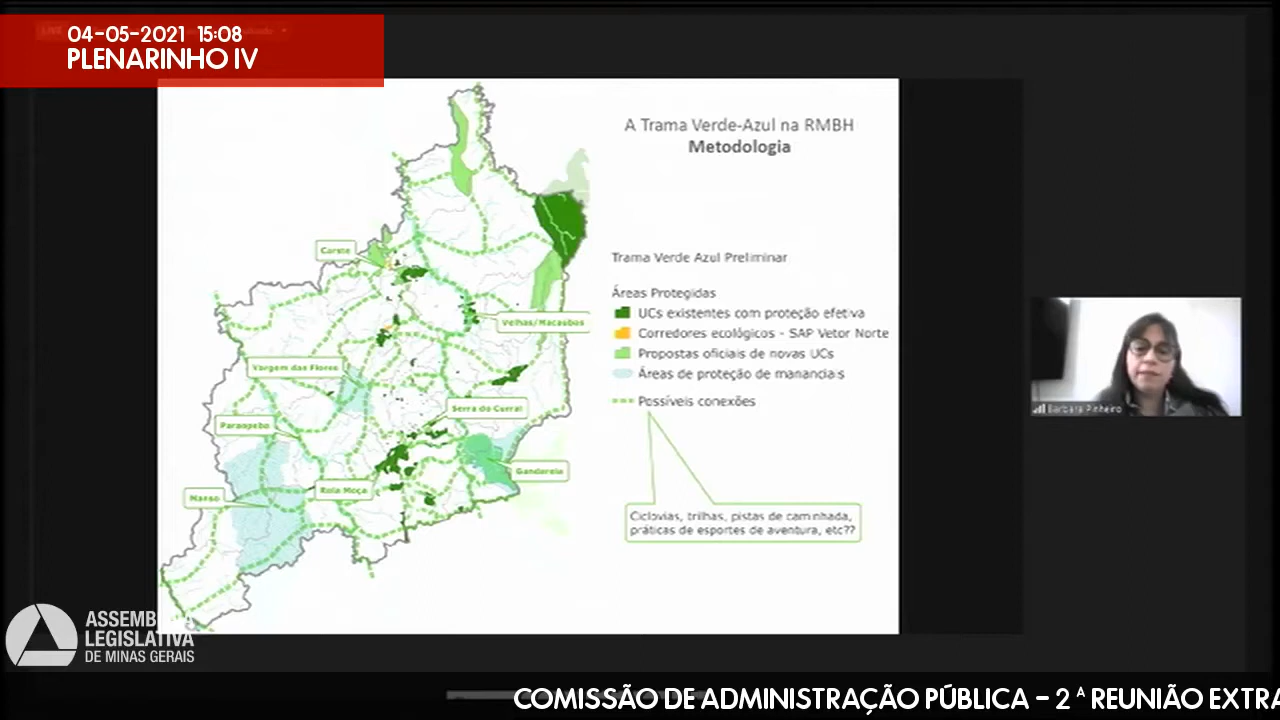 04-05-2021 15:08
PLENARINHO IV
A Trama Verde-Azul na RMBH
Metodologia
Trama Verde Azul Preliminar
Áreas Protegidas
UCs existentes com proteção efetiva
Corredores ecológicos - SAP Vetor Norte
Propostas oficiais de novas UCs
Áreas de proteção de mananciais
Possíveis conexões
Ciclovias, trilhas, pistas de caminhada,
práticas de esportes de aventura, etc??
Carste
Velhas/Macaúbas
Vargem das Flores
Serra do Curral
Paraopeba
Gandarela
Rola Moça
Manso
Barbara Pinheiro
ASSEMBLEIA
LEGISLATIVA
DE MINAS GERAIS
COMISSÃO DE ADMINISTRAÇÃO PÚBLICA - 2ª REUNIÃO EXTRA